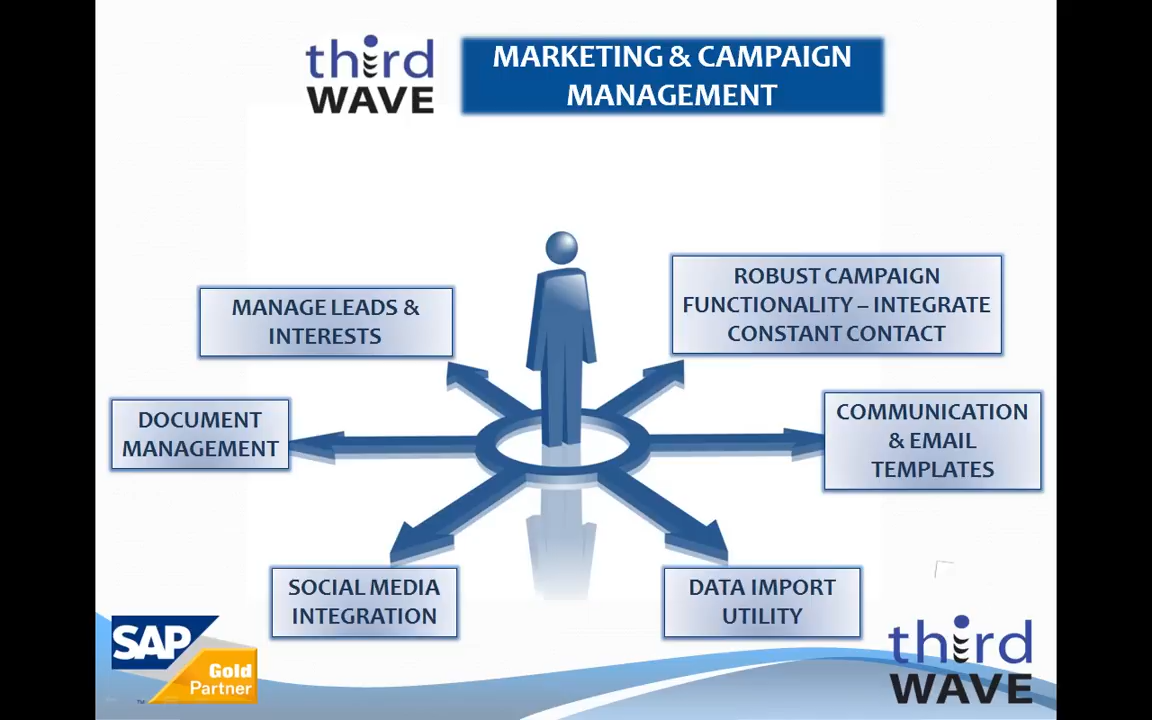 third
WAVE
MARKETING & CAMPAIGN
MANAGEMENT
MANAGE LEADS &
INTERESTS
ROBUST CAMPAIGN
FUNCTIONALITY – INTEGRATE
CONSTANT CONTACT
DOCUMENT
MANAGEMENT
COMMUNICATION
& EMAIL
TEMPLATES
SOCIAL MEDIA
INTEGRATION
DATA IMPORT
UTILITY
SAP
Gold
Partner
TM
third
WAVE